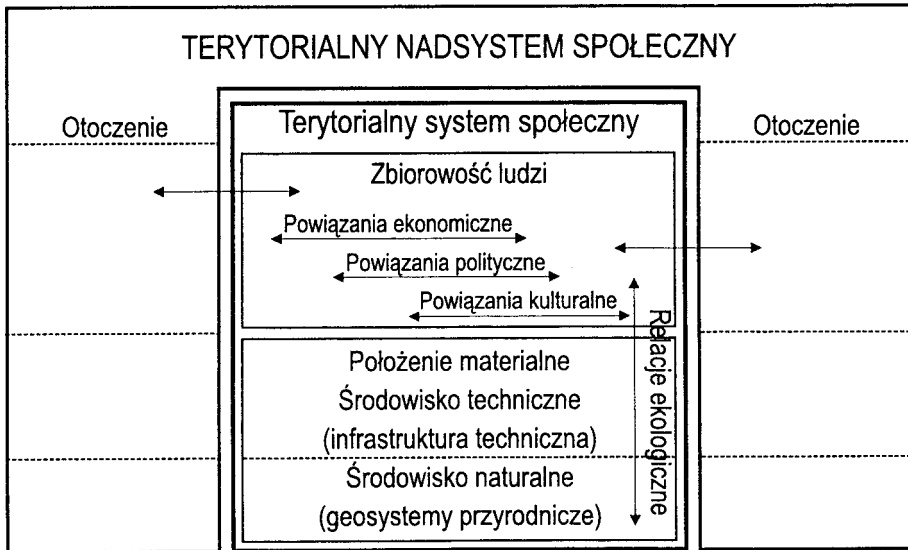 TERYTORIALNY NADSYSTEM SPOŁECZNY
Otoczenie
Terytorialny system społeczny
Otoczenie
Zbiorowość ludzi
Powiązania ekonomiczne
Powiązania polityczne
Powiązania kulturalne
Relacje ekologiczne
Położenie materialne
Środowisko techniczne
(infrastruktura techniczna)
Środowisko naturalne
(geosystemy przyrodnicze)